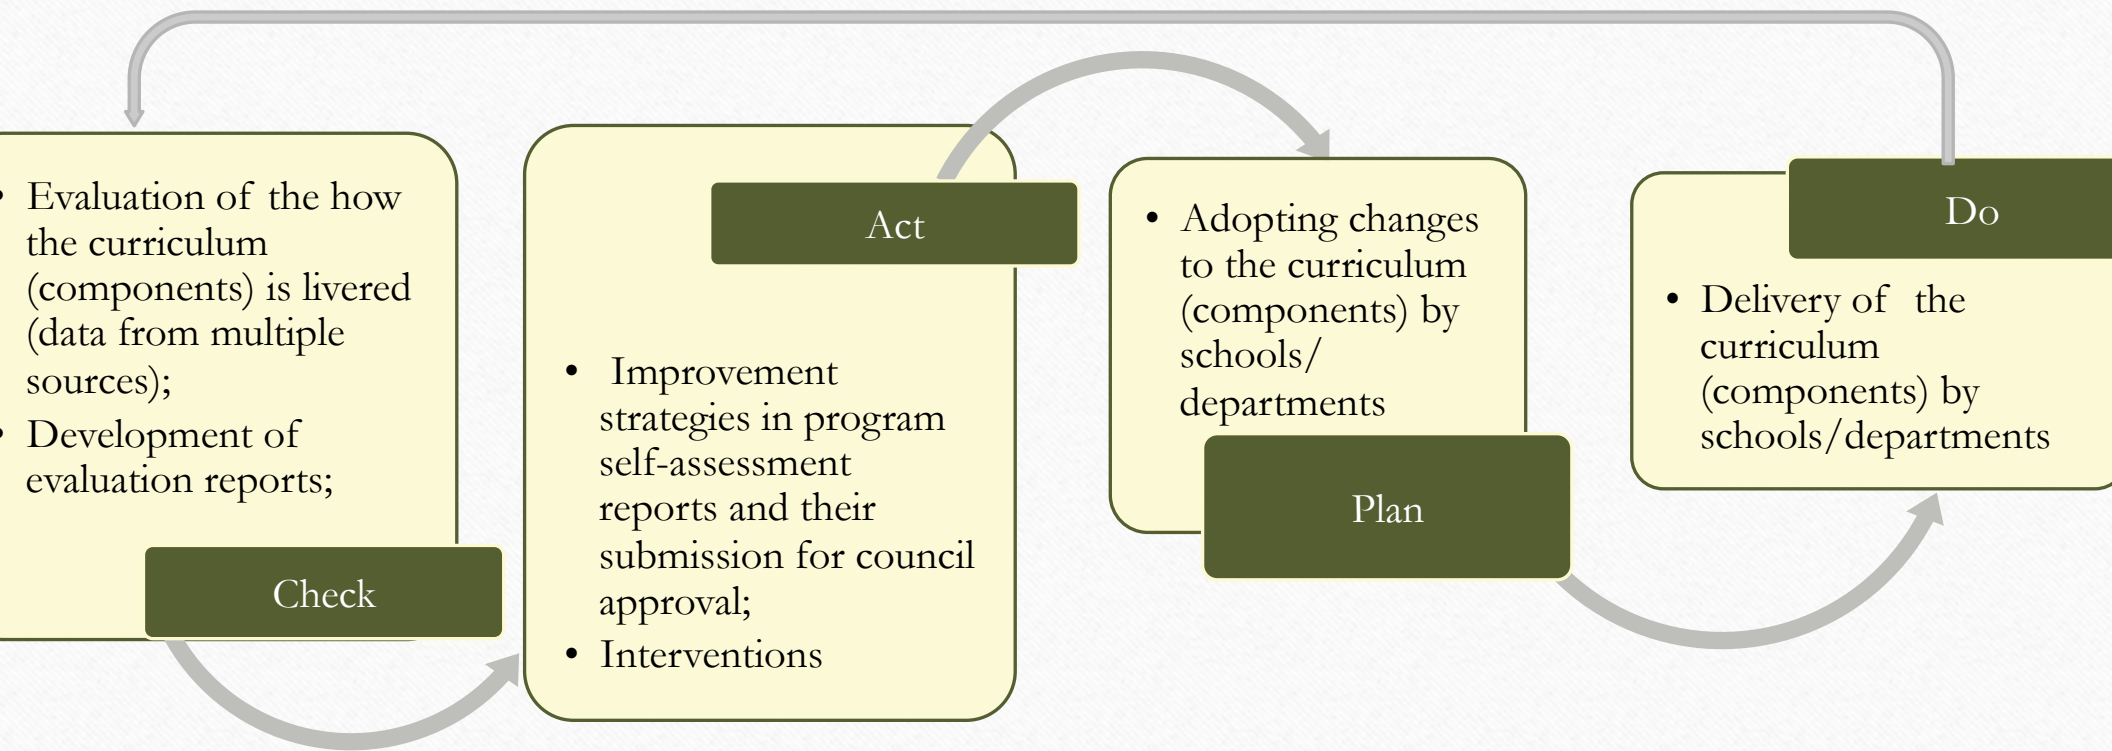 • Evaluation of the how
the curriculum
(components) is livered
(data from multiple
sources);
• Development of
evaluation reports;
Check
Act
• Improvement
strategies in program
self-assessment
reports and their
submission for council
approval;
• Interventions
• Adopting changes
to the curriculum
(components) by
schools/
departments
Plan
Do
• Delivery of the
curriculum
(components) by
schools/departments